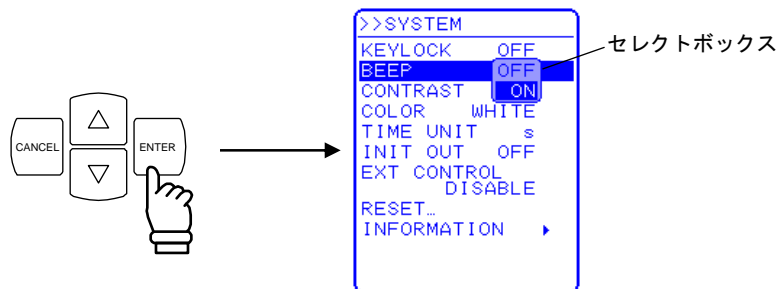 CANCEL
△
▽
ENTER
>>SYSTEM
KEYLOCK OFF
BEEP OFF
CONTRAST ON
COLOR WHITE
TIME UNIT s
INIT OUT OFF
EXT CONTROL
DISABLE
RESET…
INFORMATION ▸
セレクトボックス